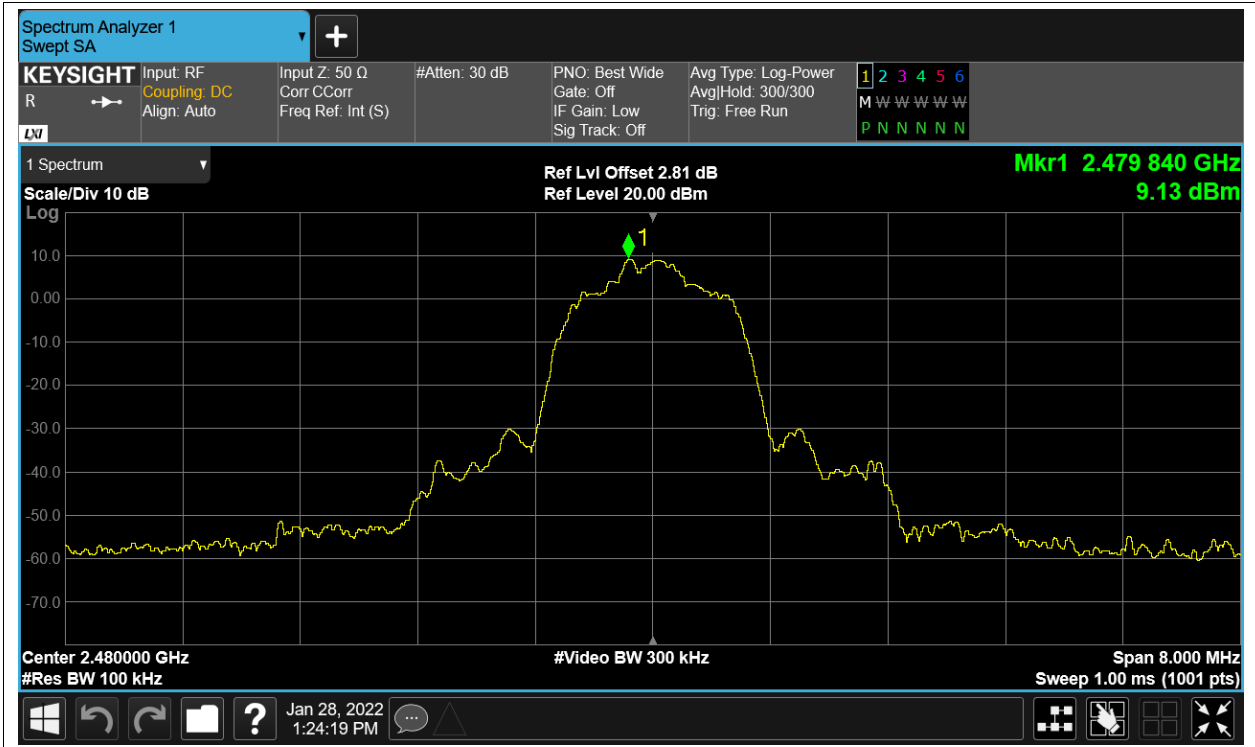 Spectrum Analyzer 1
Swept SA
KEYSIGHT
R
LXI
Input: RF
Coupling: DC
Align: Auto
Input Z: 50 Ω
Corr CCorr
Freq Ref: Int (S)
#Atten: 30 dB
PNO: Best Wide
Gate: Off
IF Gain: Low
Sig Track: Off
Avg Type: Log-Power
Avg|Hold: 300/300
Trig: Free Run
1 2 3 4 5 6
M W W W W W
P N N N N N
1 Spectrum
Scale/Div 10 dB
Log
Ref Lvl Offset 2.81 dB
Ref Level 20.00 dBm
Mkr1 2.479 840 GHz
9.13 dBm
1
10.0
0.00
-10.0
-20.0
-30.0
-40.0
-50.0
-60.0
-70.0
Center 2.480000 GHz
#Res BW 100 kHz
#Video BW 300 kHz
Span 8.000 MHz
Sweep 1.00 ms (1001 pts)
?
Jan 28, 2022
1:24:19 PM